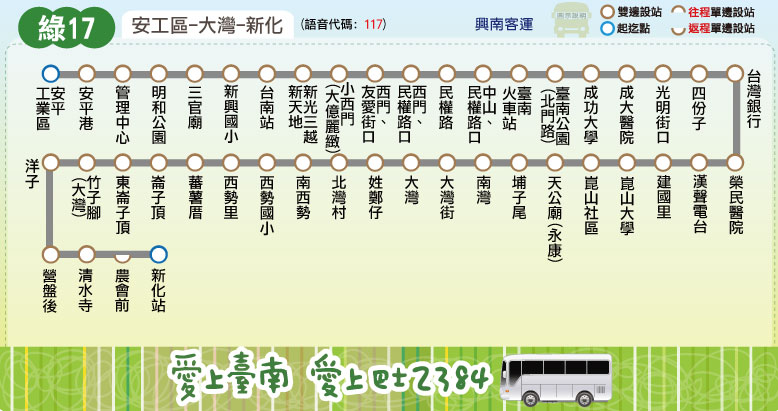 綠17
安工區-大灣-新化
(語音代碼：117)
興南客運
圖示說明
雙邊設站
起迄點
往程單邊設站
返程單邊設站
安平
工業區
安平港
管理中心
明和公園
三官廟
新興國小
台南站
新光三越
新天地
小西門
(大億麗緻)
西門、
友愛街口
西門、
民權路口
民權路
中山、
民權路口
臺南
火車站
臺南公園
(北門路)
成功大學
成大醫院
光明街口
四份子
台灣銀行
榮民醫院
漢聲電台
建國里
崑山大學
崑山社區
天公廟(永康)
埔子尾
南灣
大灣街
大灣
姓鄭仔
北灣村
南西勢
西勢國小
西勢里
蕃薯厝
崙子頂
東崙子頂
竹子腳
(大灣)
洋子
營盤後
清水寺
農會前
新化站
愛上臺南 愛上巴士2384